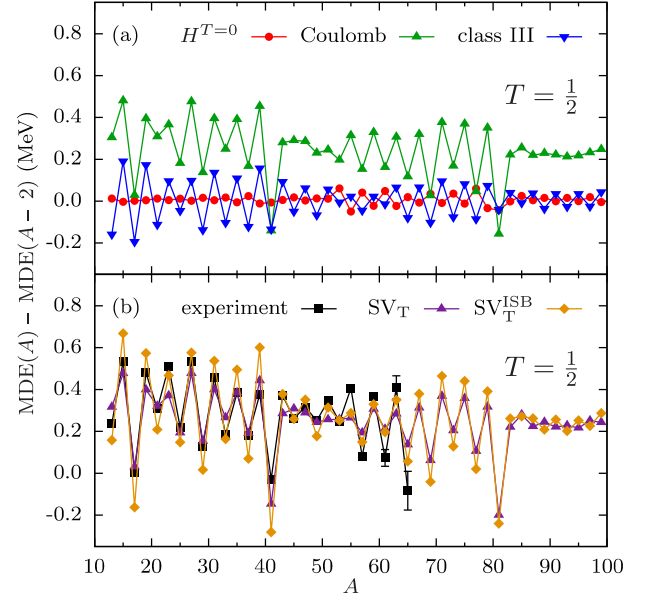 0.8
(a) H^{T=0} Coulomb class III
0.6
T = 1/2
0.4
0.2
0.0
-0.2
MDE(A) − MDE(A − 2) (MeV)
0.8
(b) experiment SV_T SV_T^{ISB}
0.6
T = 1/2
0.4
0.2
0.0
-0.2
10 20 30 40 50 60 70 80 90 100
A